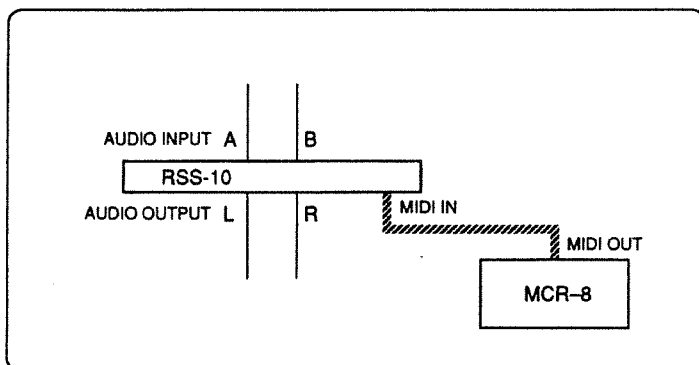 AUDIO INPUT A B
RSS-10
AUDIO OUTPUT L R
MIDI IN
MIDI OUT
MCR–8